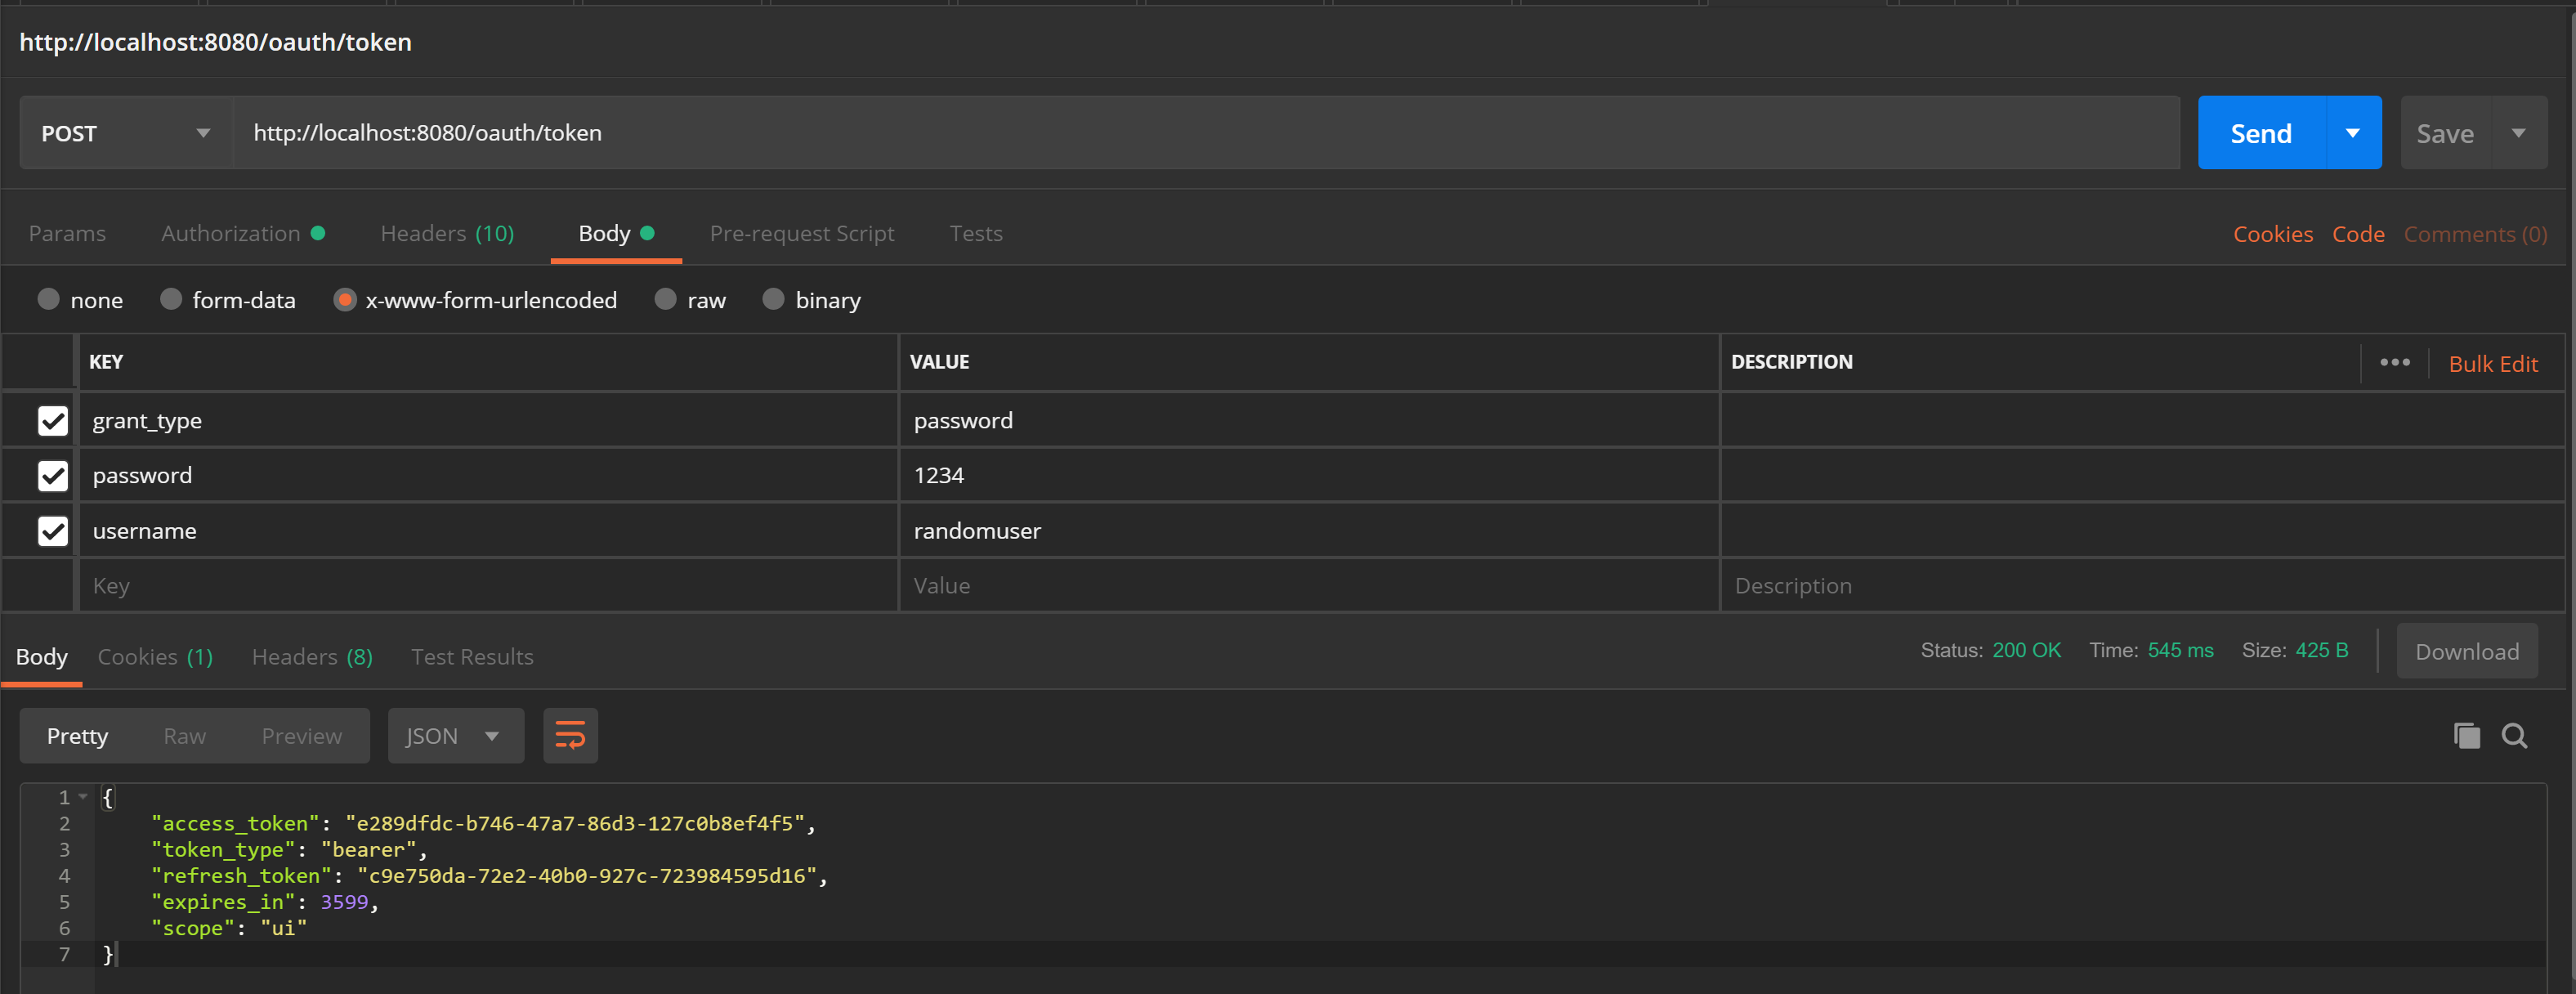 http://localhost:8080/oauth/token
POST http://localhost:8080/oauth/token Send Save
Params Authorization Headers (10) Body Pre-request Script Tests Cookies Code Comments (0)
none form-data x-www-form-urlencoded raw binary
KEY VALUE DESCRIPTION ••• Bulk Edit
grant_type password
password 1234
username randomuser
Key Value Description
Body Cookies (1) Headers (8) Test Results Status: 200 OK Time: 545 ms Size: 425 B Download
Pretty Raw Preview JSON
1 {
2 "access_token": "e289dfdc-b746-47a7-86d3-127c0b8ef4f5",
3 "token_type": "bearer",
4 "refresh_token": "c9e750da-72e2-40b0-927c-723984595d16",
5 "expires_in": 3599,
6 "scope": "ui"
7 }